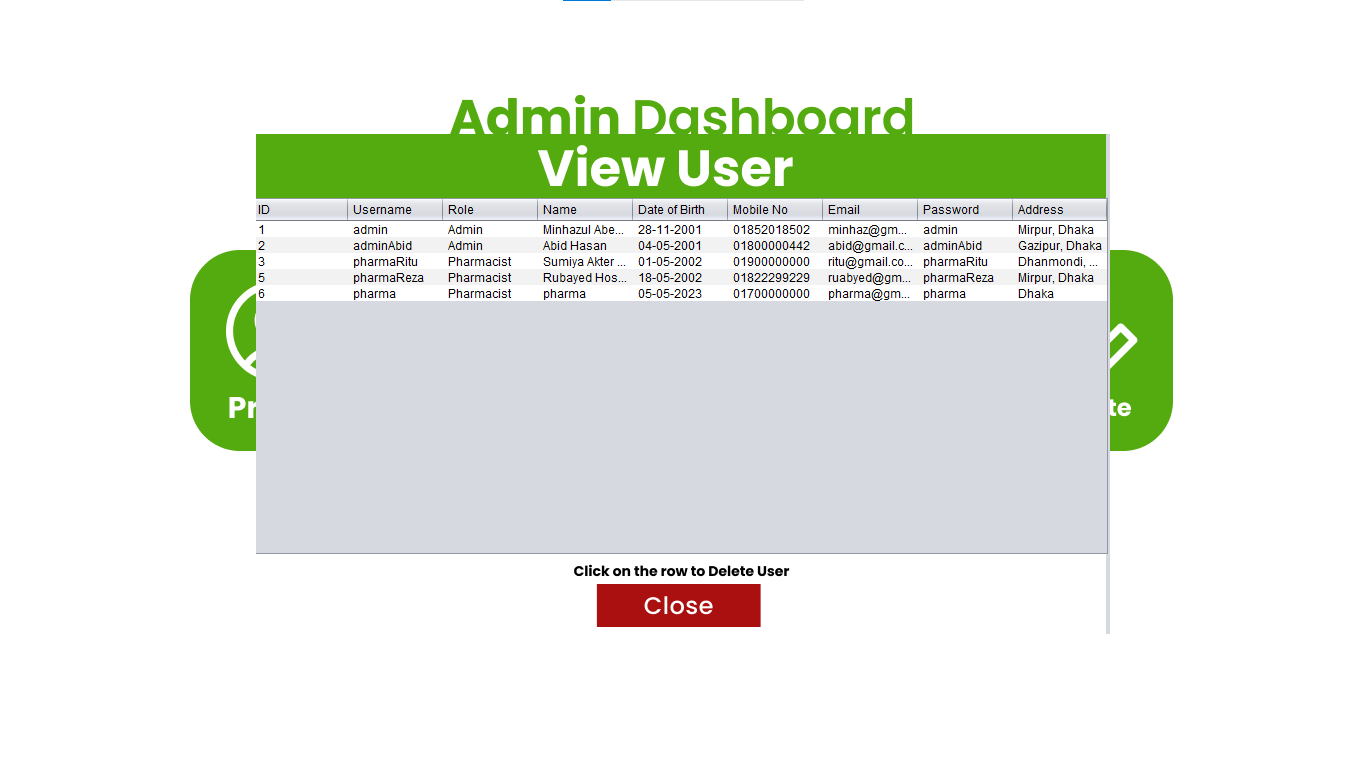 Admin Dashboard
View User
ID Username Role Name Date of Birth Mobile No Email Password Address
1 admin Admin Minhazul Abe... 28-11-2001 01852018502 minhaz@gm... admin Mirpur, Dhaka
2 adminAbid Admin Abid Hasan 04-05-2001 01800000442 abid@gmail.c... adminAbid Gazipur, Dhaka
3 pharmaRitu Pharmacist Sumiya Akter ... 01-05-2002 01900000000 ritu@gmail.co... pharmaRitu Dhanmondi, ...
5 pharmaReza Pharmacist Rubayed Hos... 18-05-2002 01822299229 ruabyed@gm... pharmaReza Mirpur, Dhaka
6 pharma Pharmacist pharma 05-05-2023 01700000000 pharma@gm... pharma Dhaka
Pr
te
Click on the row to Delete User
Close